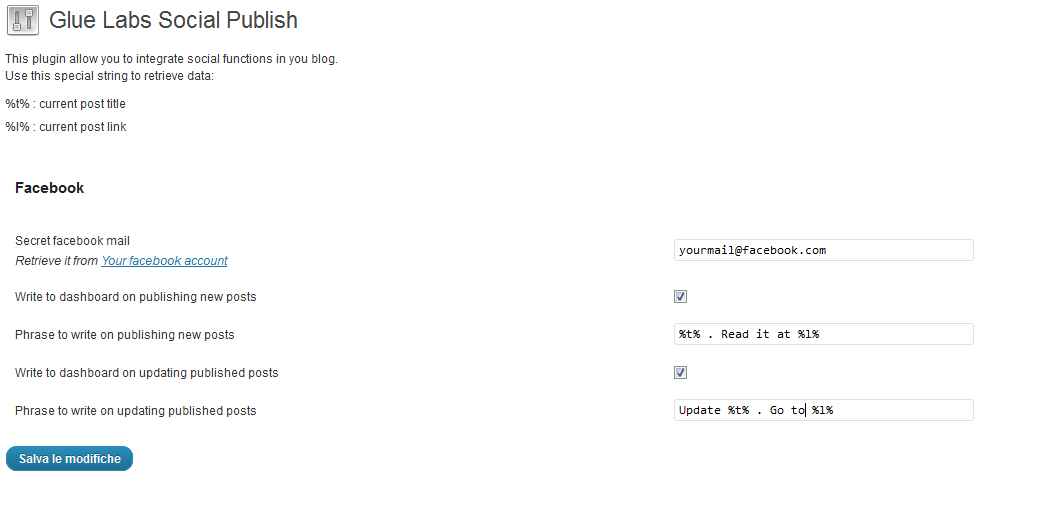 Glue Labs Social Publish
This plugin allow you to integrate social functions in you blog.
Use this special string to retrieve data:
%t% : current post title
%l% : current post link
Facebook
Secret facebook mail
Retrieve it from Your facebook account
yourmail@facebook.com
Write to dashboard on publishing new posts
Phrase to write on publishing new posts
%t% . Read it at %l%
Write to dashboard on updating published posts
Phrase to write on updating published posts
Update %t% . Go to %l%
Salva le modifiche